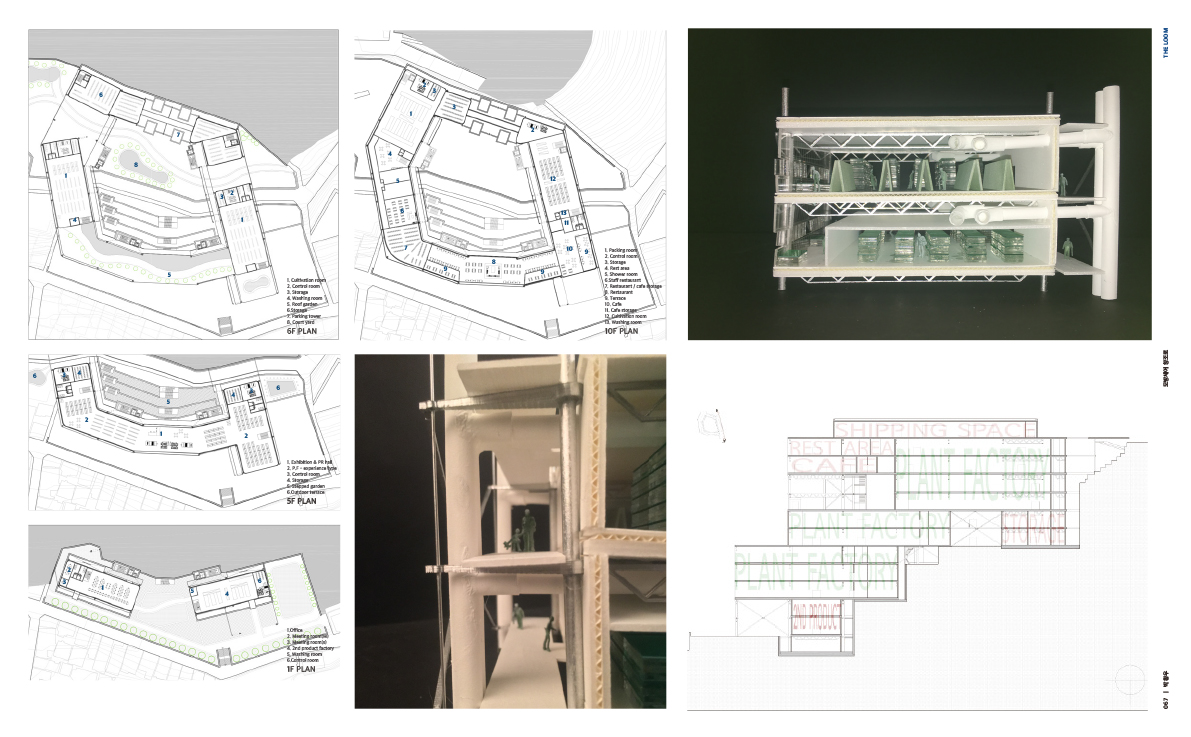 1. Cultivation room
2. Control room
3. Storage
4. Washing room
5. Roof garden
6.Storage
7. Parking tower
8. Court yard
6F PLAN
1. Packing room
2. Control room
3. Storage
4. Rest area
5. Shower room
6.Staff restaurant
7. Restaurant / cafe storage
8. Restaurant
9. Terrace
10. Cafe
11. Cafe storage
12. Cultivation room
13. Washing room
10F PLAN
1. Exhibition & PR hall
2. P.F - experience type
3. Control room
4. Storage
5. Stepped garden
6.Outdoor terrace
5F PLAN
1.Office
2. Meeting room(w)
3. Meeting room(s)
4. 2nd product factory
5. Washing room
6.Control room
1F PLAN
SHIPPING SPACE
REST AREA
CAFE
PLANT FACTORY
PLANT FACTORY
STORAGE
PLANT FACTORY
2ND PRODUCT
THE LOOM
067 | 박황우